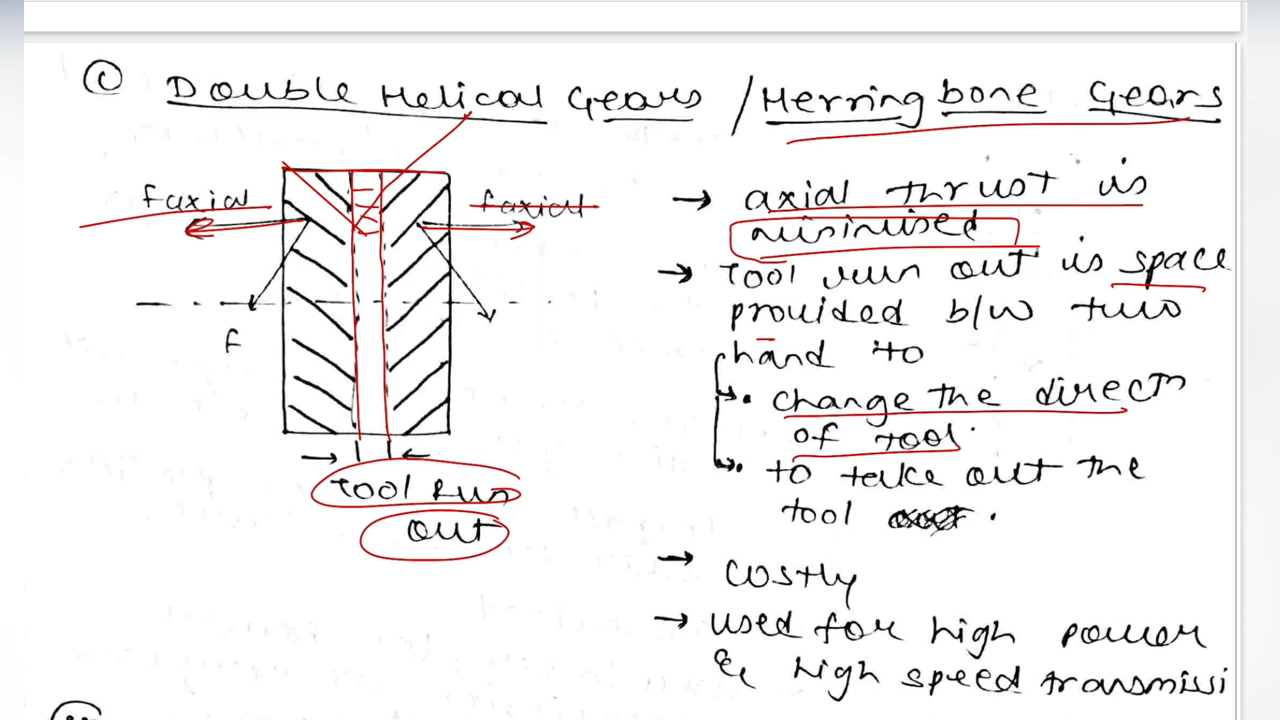 (c) Double Helical Gears / Herring bone Gears
faxial
faxial
F
Tool Run
out
→ axial thrust is
minimised
→ Tool run out is space
provided b/w two
hand to
→ • change the directn
of tool.
→ • to take out the
tool .
→ costly
→ used for high power
& high speed transmissi